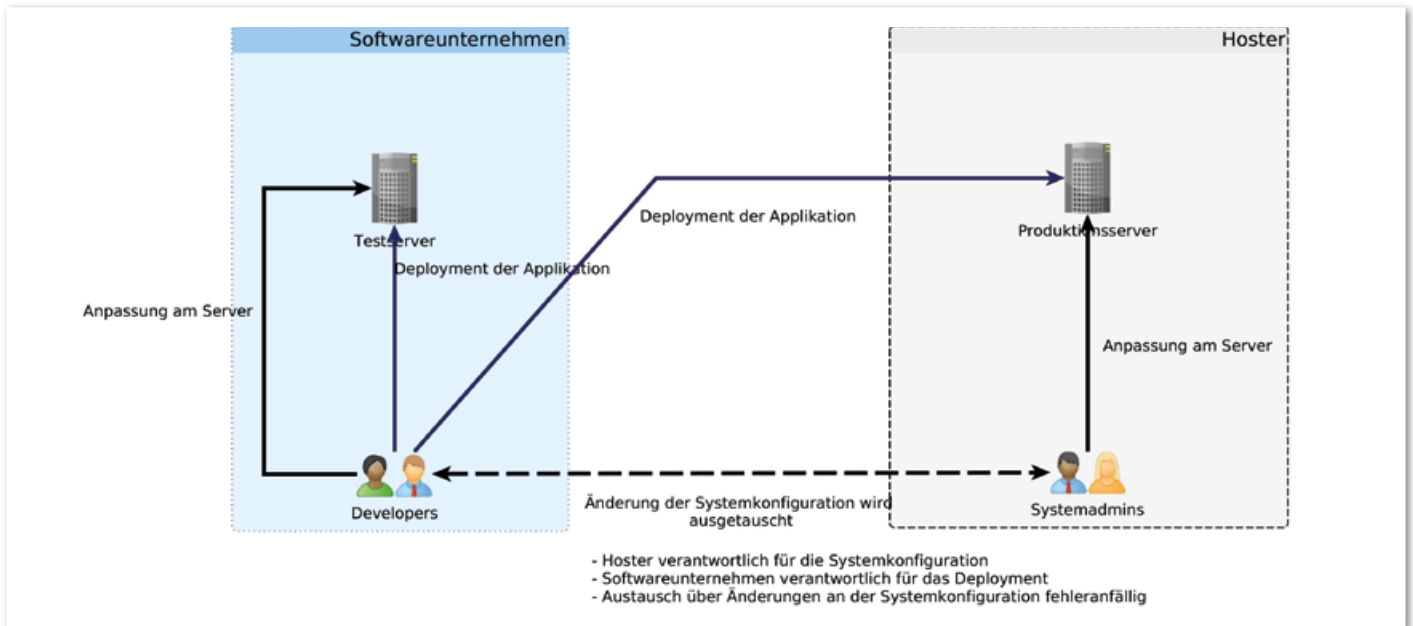 Softwareunternehmen
Hoster
Testserver
Deployment der Applikation
Produktionsserver
Deployment der Applikation
Anpassung am Server
Anpassung am Server
Developers
Änderung der Systemkonfiguration wird
ausgetauscht
Systemadmins
- Hoster verantwortlich für die Systemkonfiguration
- Softwareunternehmen verantwortlich für das Deployment
- Austausch über Änderungen an der Systemkonfiguration fehleranfällig